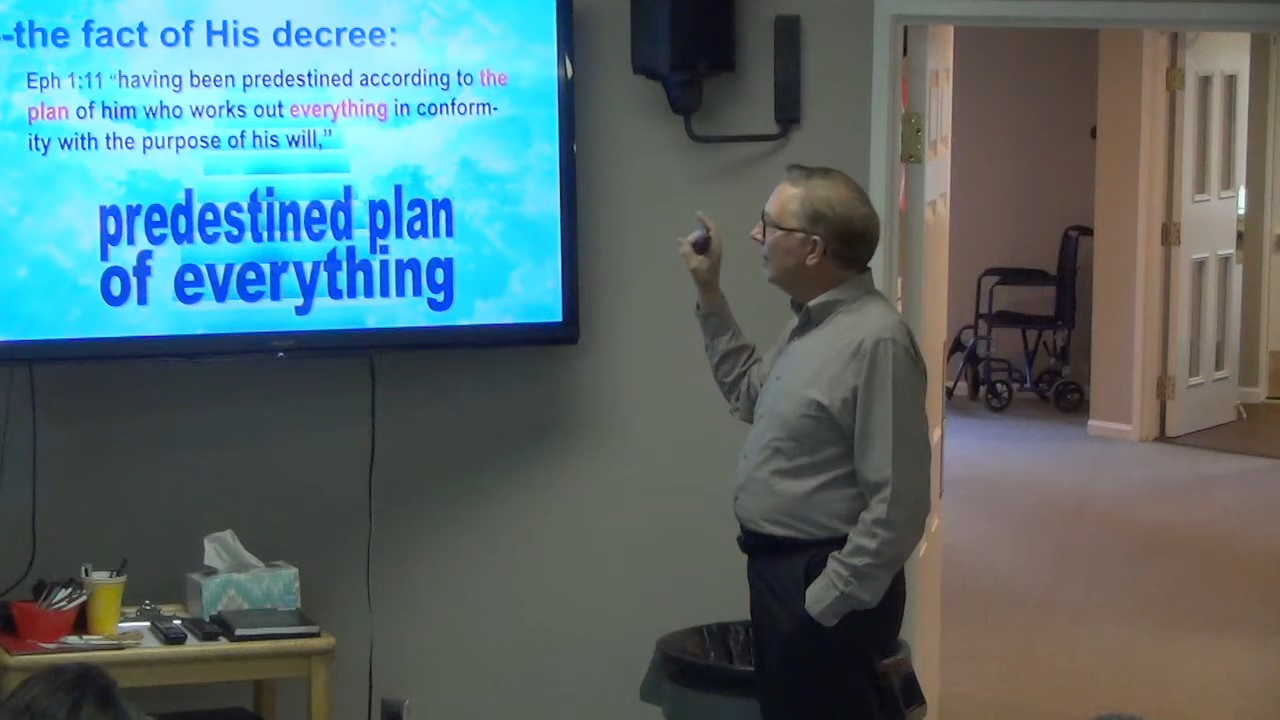 -the fact of His decree:
Eph 1:11 “having been predestined according to the
plan of him who works out everything in conform-
ity with the purpose of his will,”
predestined plan
of everything